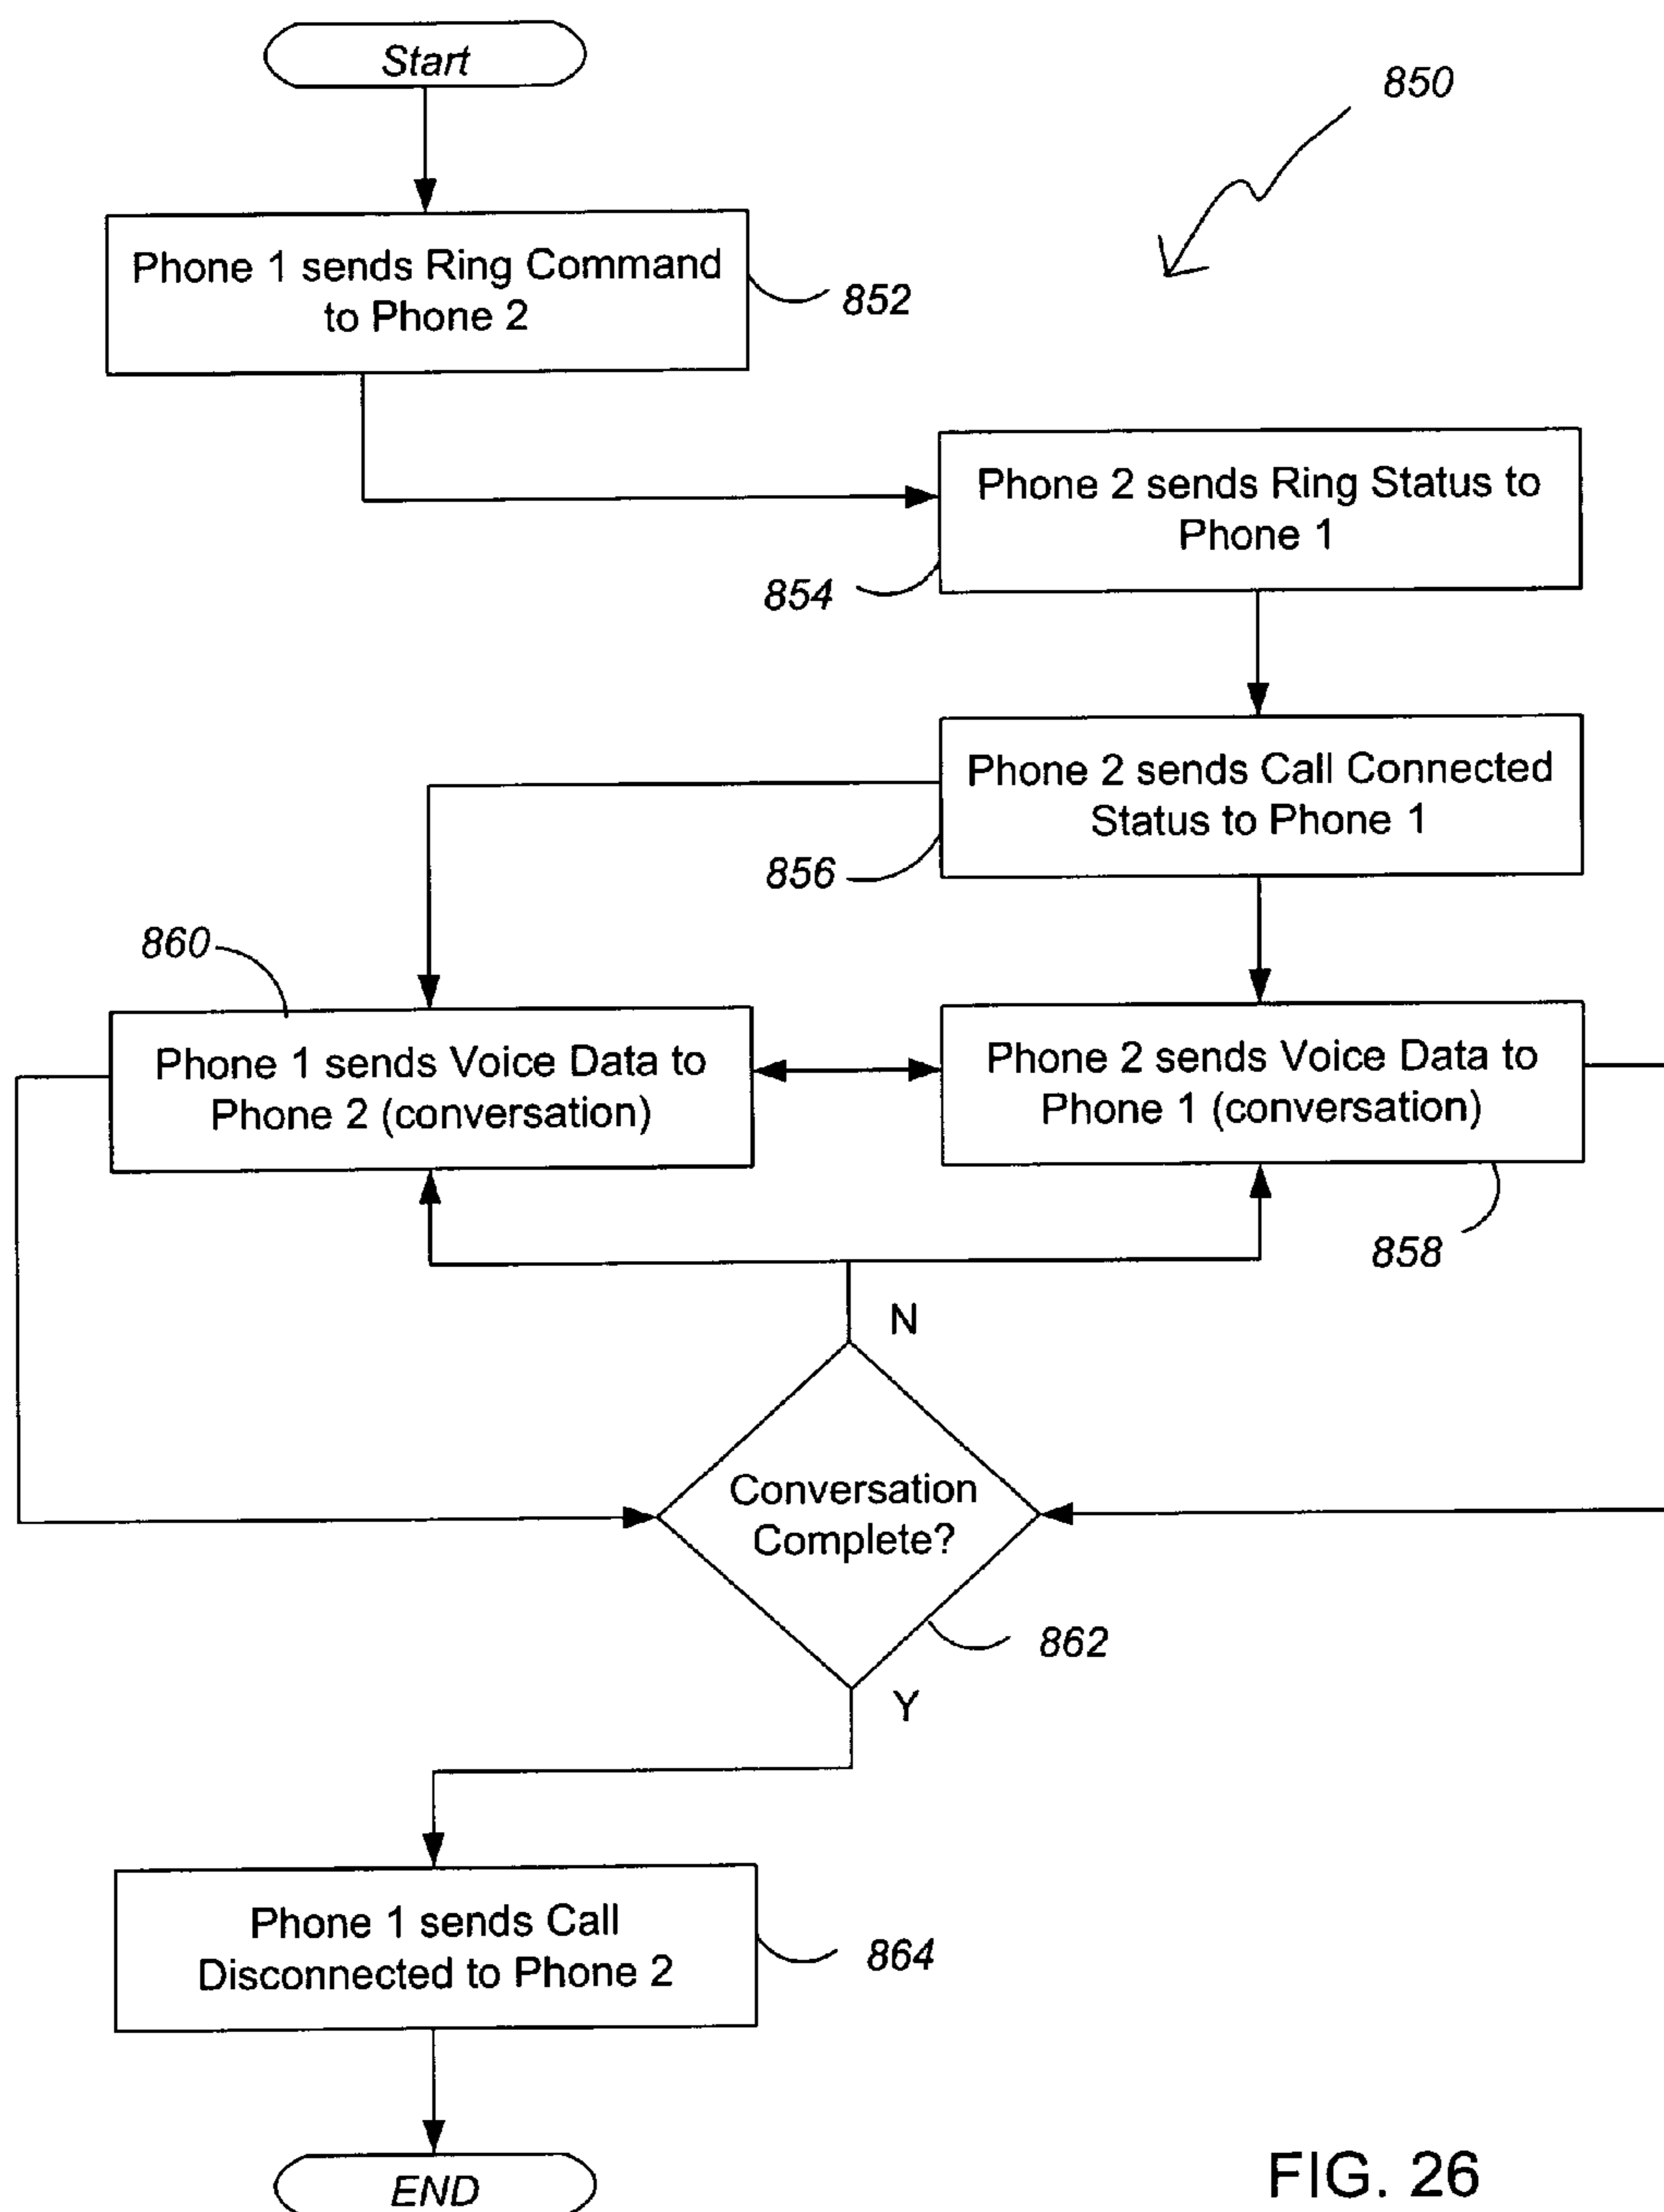 Start
850
Phone 1 sends Ring Command
to Phone 2
852
Phone 2 sends Ring Status to
Phone 1
854
Phone 2 sends Call Connected
Status to Phone 1
856
860
Phone 1 sends Voice Data to
Phone 2 (conversation)
Phone 2 sends Voice Data to
Phone 1 (conversation)
858
N
Conversation
Complete?
862
Y
Phone 1 sends Call
Disconnected to Phone 2
864
END
FIG. 26